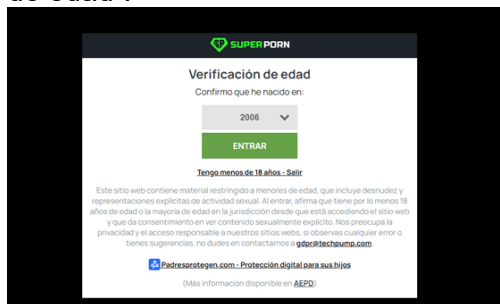 de edad ?
SUPERPORN
Verificación de edad
Confirmo que he nacido en:
2006
ENTRAR
Tengo menos de 18 años - Salir
Este sitio web contiene material restringido a menores de edad, que incluye desnudez y
representaciones explícitas de actividad sexual. Al entrar, afirma que tiene por lo menos 18
años de edad o la mayoría de edad en la jurisdicción desde que está accediendo el sitio web
y que da consentimiento en ver contenido sexualmente explícito. Nos preocupa la
privacidad y el acceso responsable a nuestros sitios webs, si observas cualquier error o
tienes sugerencias, no dudes en contactarnos a gdpr@techpump.com.
Padresprotegen.com - Protección digital para sus hijos
(Más información disponible en AEPD)